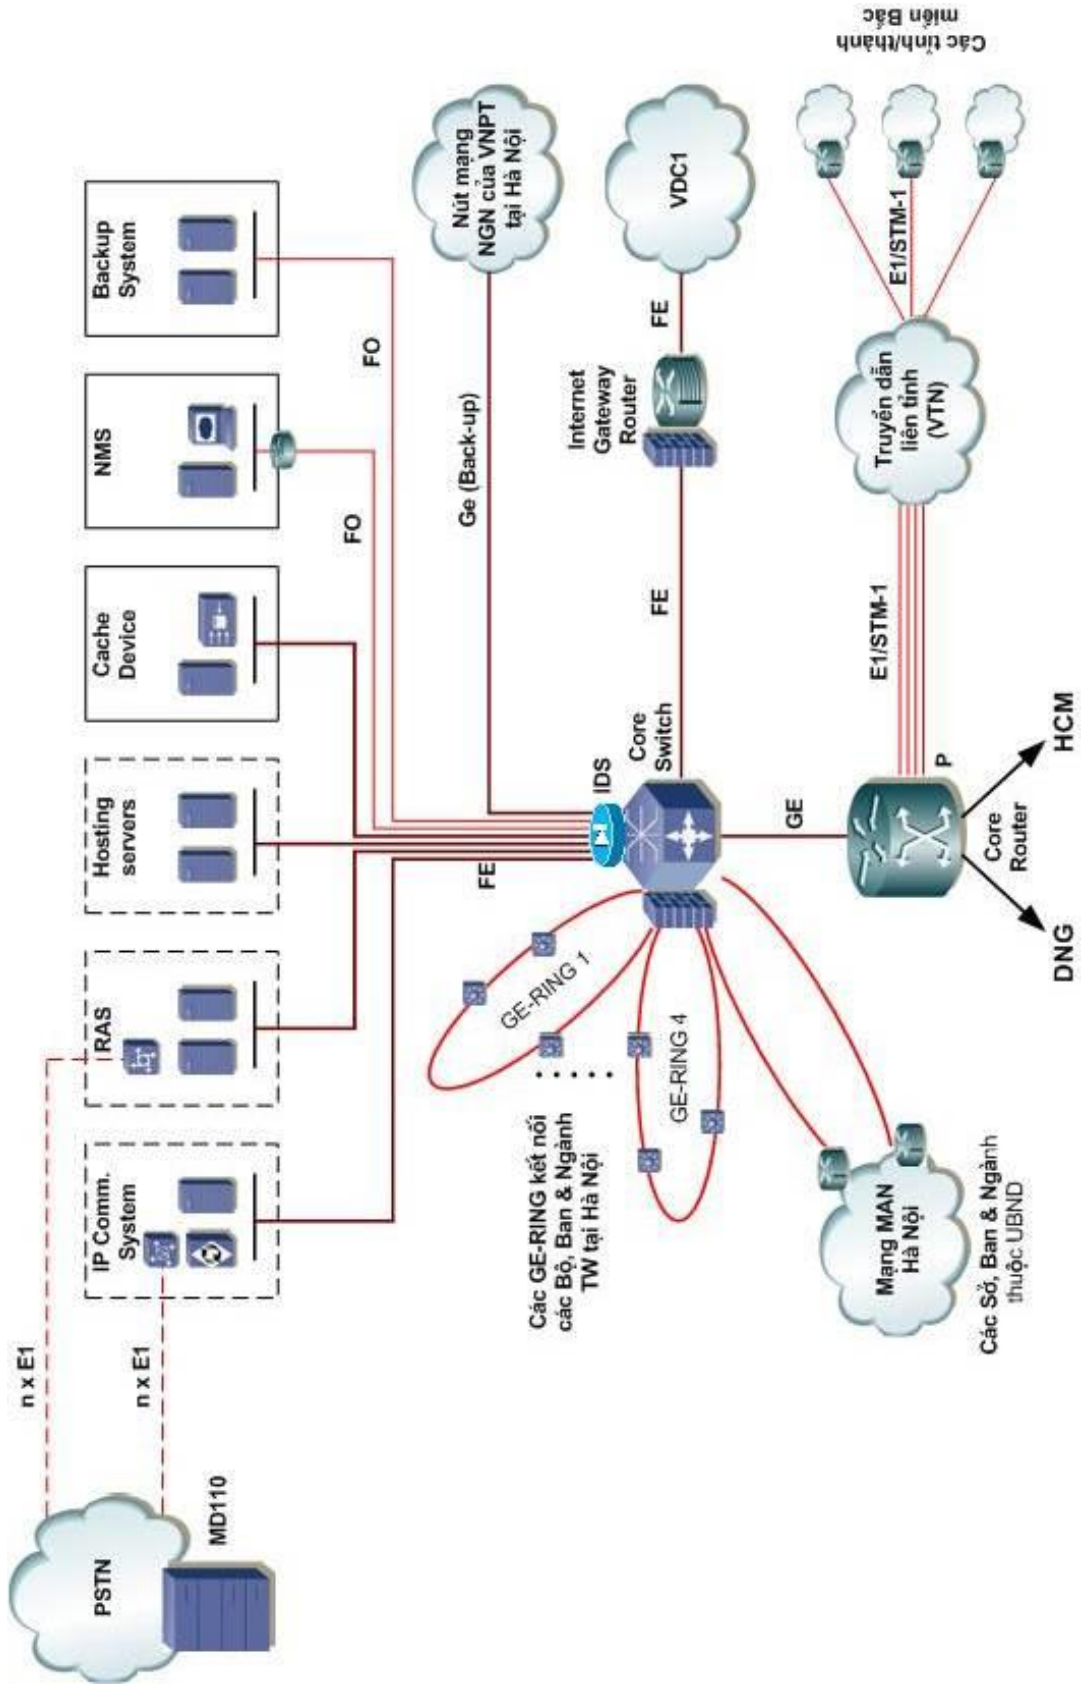 PSTN
MD110
n x E1
n x E1
IP Comm.
System
RAS
Hosting
servers
Cache
Device
NMS
Backup
System
FE
FO
FO
Ge (Back-up)
Nút mạng
NGN của VNPT
tại Hà Nội
IDS
Core
Switch
FE
Internet
Gateway
Router
FE
VDC1
GE-RING 1
GE-RING 4
Các GE-RING kết nối
các Bộ, Ban & Ngành
TW tại Hà Nội
Mạng MAN
Hà Nội
Các Sở, Ban & Ngành
thuộc UBND
GE
P
Core
Router
DNG
HCM
E1/STM-1
Truyền dẫn
liên tỉnh
(VTN)
E1/STM-1
Các tỉnh/thành
miền Bắc